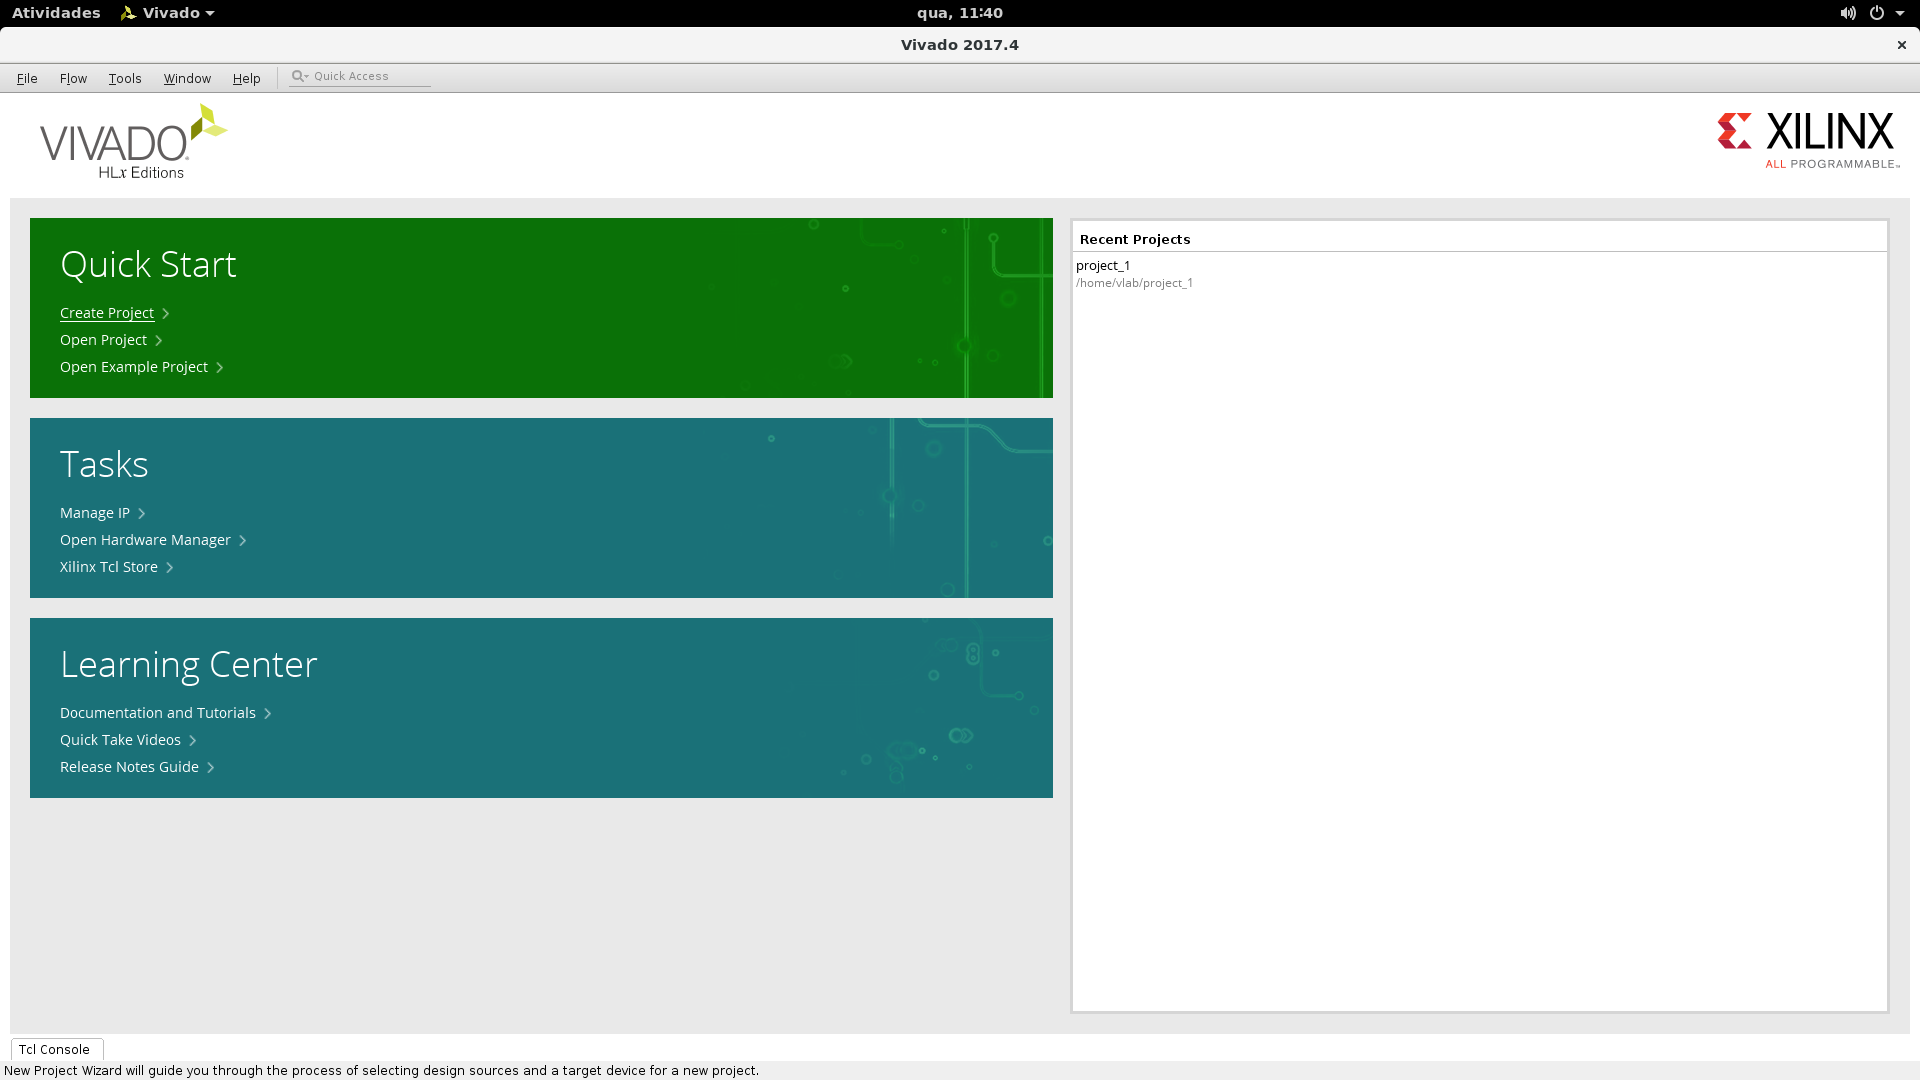 Atividades
Vivado
qua, 11:40
Vivado 2017.4
File Flow Tools Window Help
Quick Access
VIVADO
HLx Editions
XILINX
ALL PROGRAMMABLE™
Quick Start
Create Project
Open Project
Open Example Project
Tasks
Manage IP
Open Hardware Manager
Xilinx Tcl Store
Learning Center
Documentation and Tutorials
Quick Take Videos
Release Notes Guide
Recent Projects
project_1
/home/vlab/project_1
Tcl Console
New Project Wizard will guide you through the process of selecting design sources and a target device for a new project.